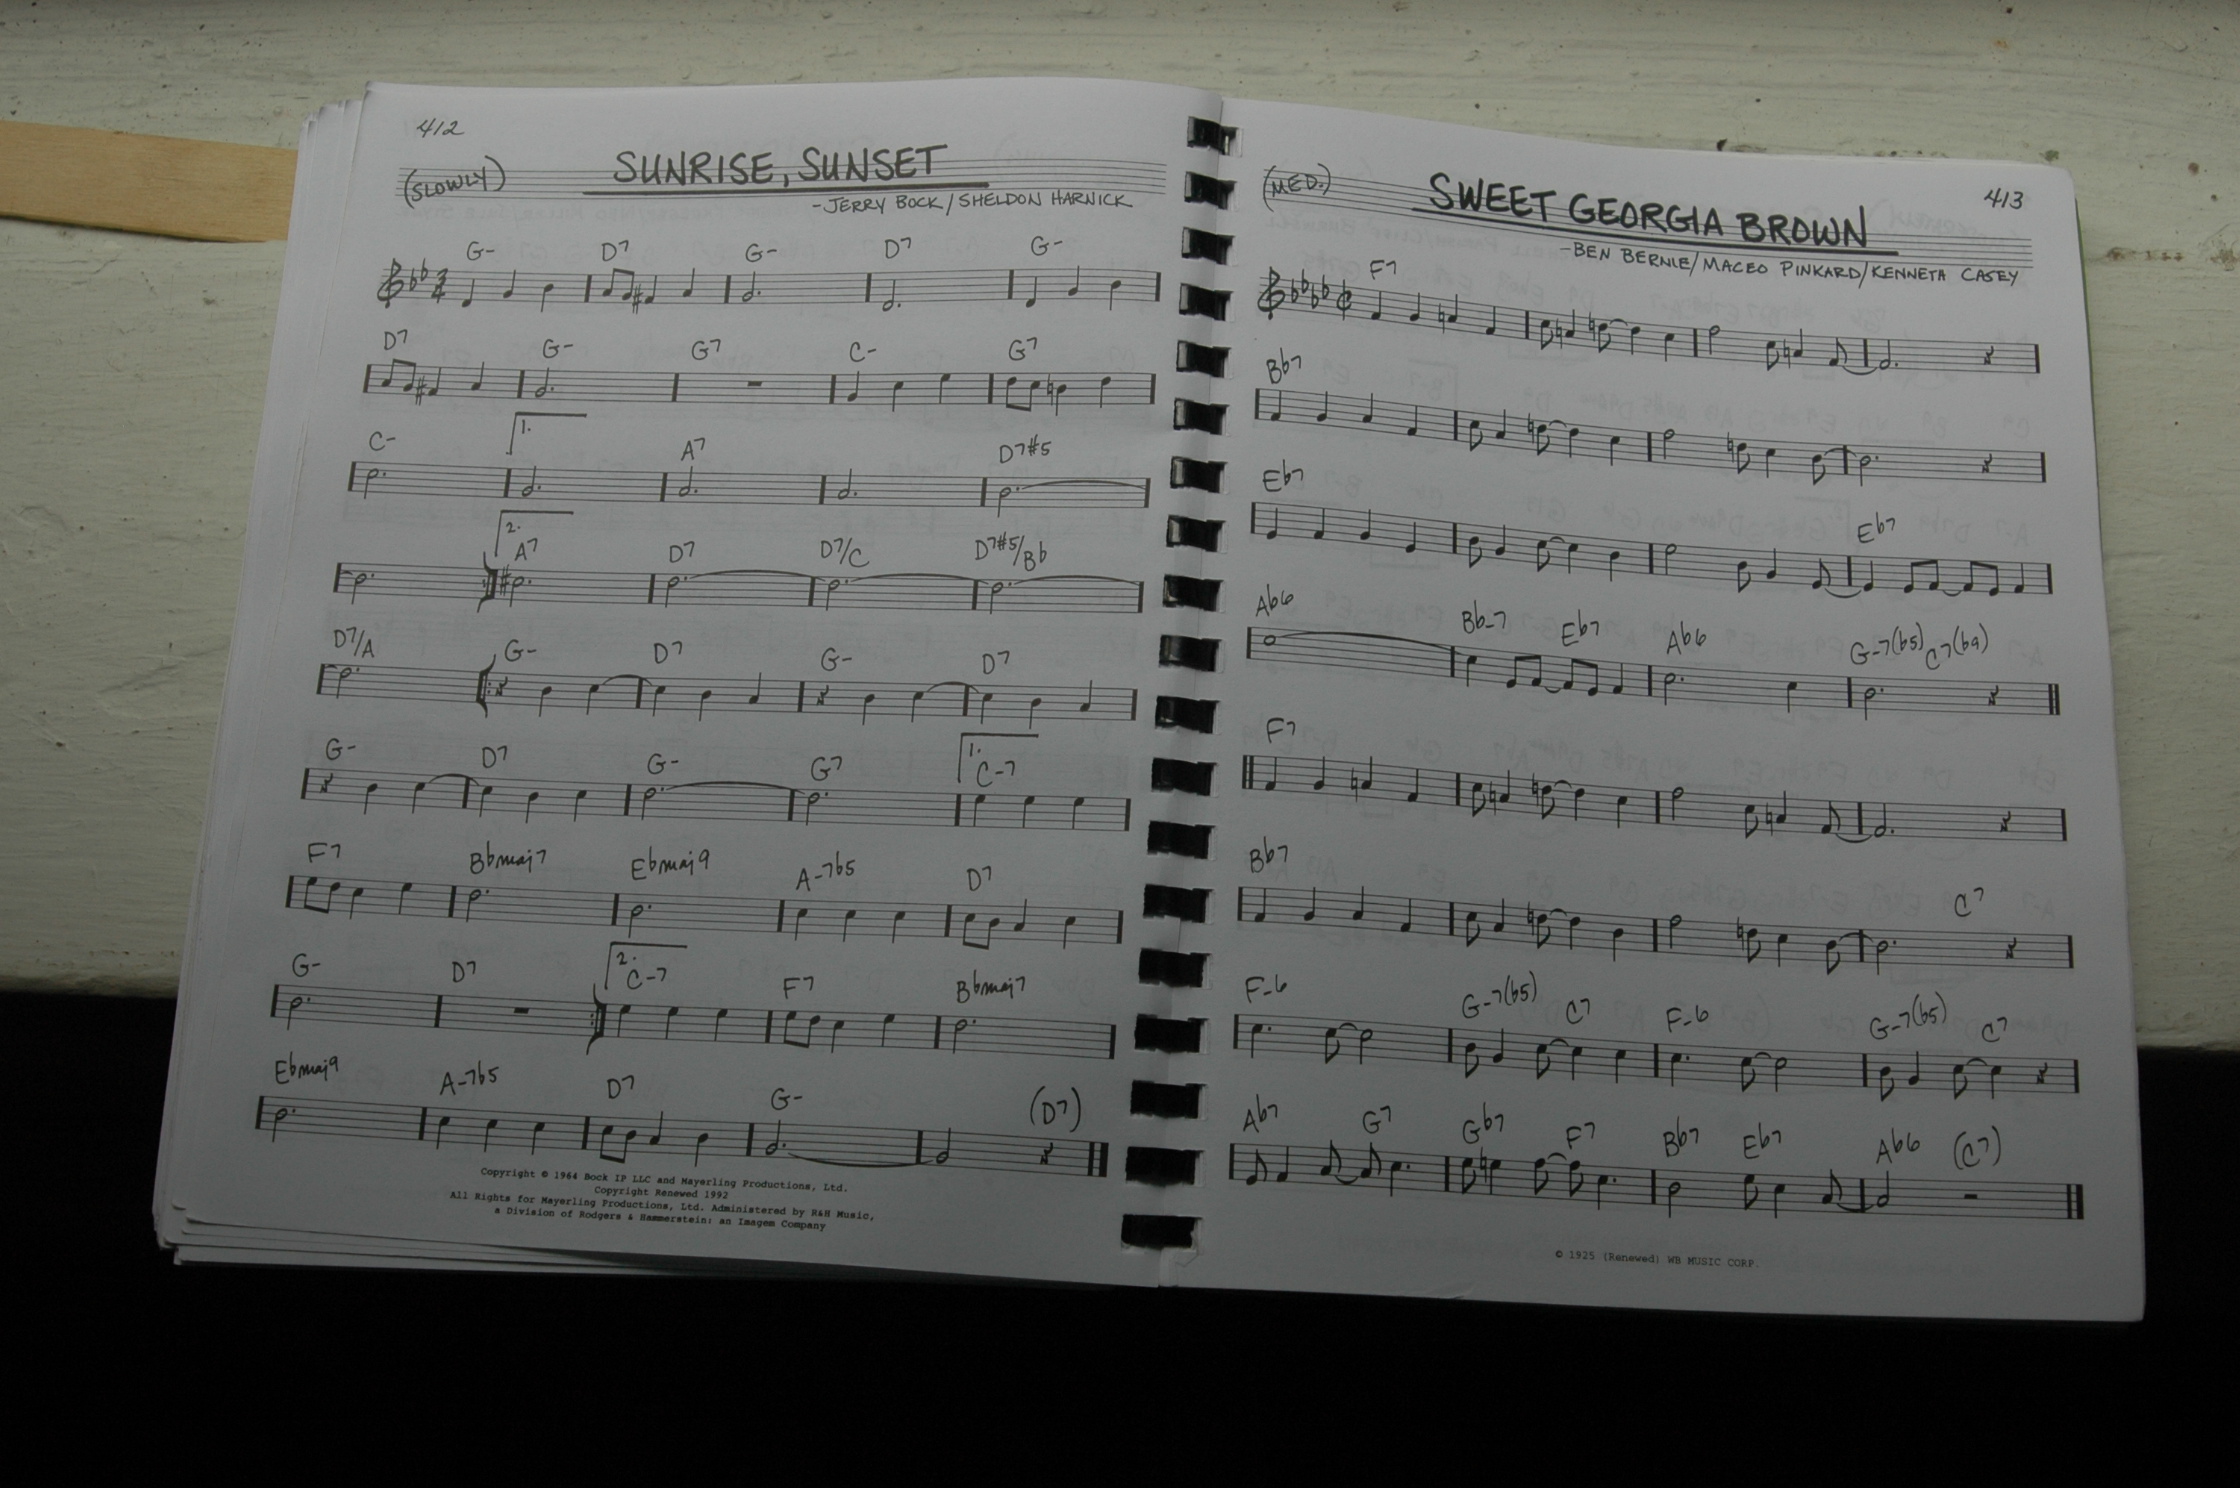 412
(SLOWLY)
SUNRISE, SUNSET
-JERRY BOCK/SHELDON HARNICK
G- D7 G- D7 G-
D7 G- G7 C- G7
C- 1. A7 D7#5
2. A7 D7 D7/C D7#5/Bb
D7/A G- D7 G- D7
G- D7 G- G7 1. C-7
F7 Bbmaj7 Ebmaj9 A-7b5 D7
G- D7 2. C-7 F7 Bbmaj7
Ebmaj9 A-7b5 D7 G- (D7)
Copyright © 1964 Bock IP LLC and Mayerling Productions, Ltd.
Copyright Renewed 1992
All Rights for Mayerling Productions, Ltd. Administered by R&H Music,
a Division of Rodgers & Hammerstein: an Imagem Company
413
(MED.)
SWEET GEORGIA BROWN
-BEN BERNIE/MACEO PINKARD/KENNETH CASEY
F7
Bb7
Eb7 Eb7
Ab6 Bb-7 Eb7 Ab6 G-7(b5) C7(b9)
F7
Bb7 C7
F-6 G-7(b5) C7 F-6 G-7(b5) C7
Ab7 G7 Gb7 F7 Bb7 Eb7 Ab6 (C7)
© 1925 (Renewed) WB MUSIC CORP.